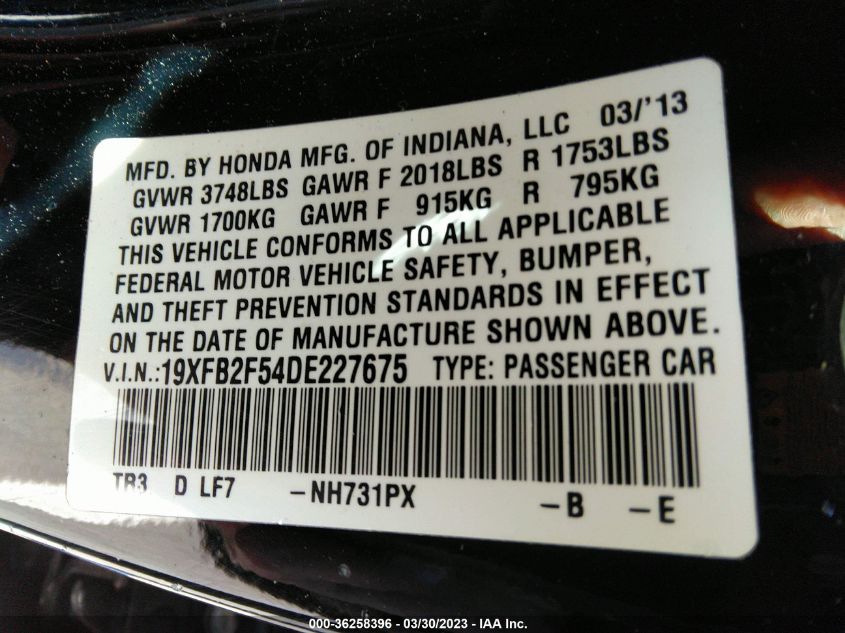 MFD. BY HONDA MFG. OF INDIANA, LLC 03/'13
GVWR 3748LBS GAWR F 2018LBS R 1753LBS
GVWR 1700KG GAWR F 915KG R 795KG
THIS VEHICLE CONFORMS TO ALL APPLICABLE
FEDERAL MOTOR VEHICLE SAFETY, BUMPER,
AND THEFT PREVENTION STANDARDS IN EFFECT
ON THE DATE OF MANUFACTURE SHOWN ABOVE.
V.I.N.:19XFB2F54DE227675 TYPE: PASSENGER CAR
TR3 D LF7 –NH731PX –B –E
000-36258396 - 03/30/2023 - IAA Inc.